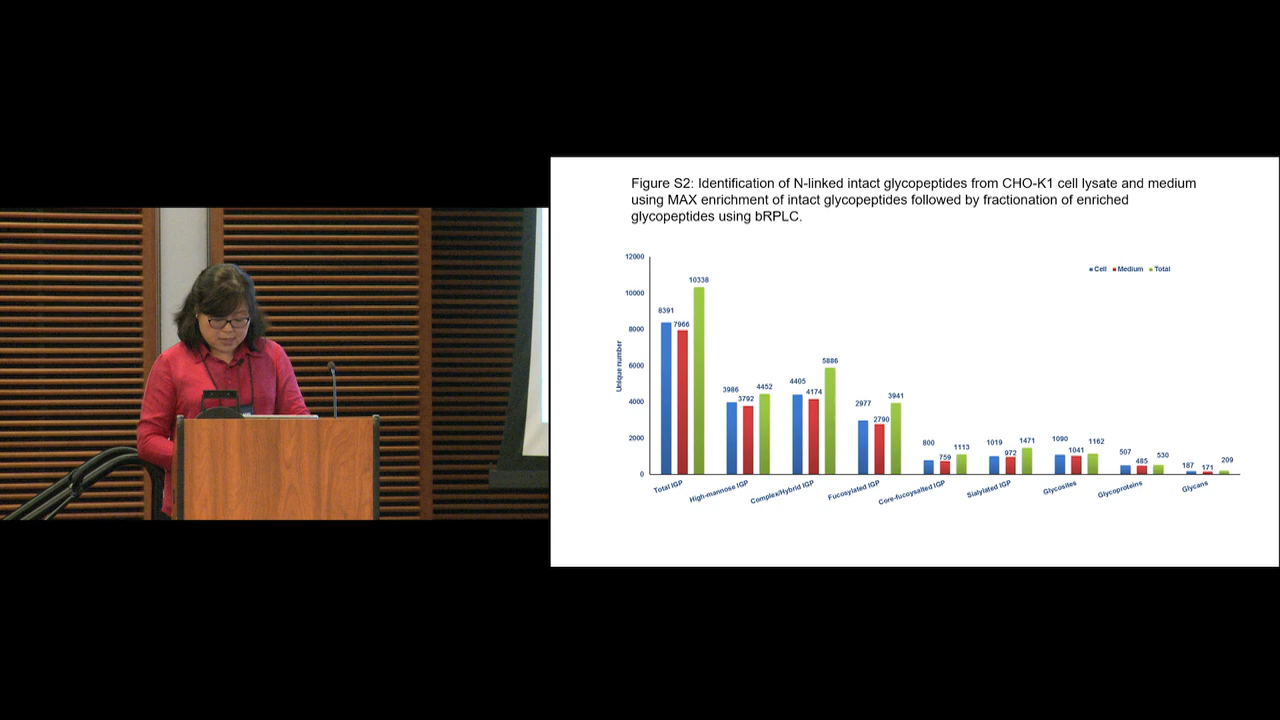 Figure S2: Identification of N-linked intact glycopeptides from CHO-K1 cell lysate and medium
using MAX enrichment of intact glycopeptides followed by fractionation of enriched
glycopeptides using bRPLC.
Cell Medium Total
Unique number
12000
10000
8000
6000
4000
2000
0
8391 7966 10338
3986 3792 4452
4405 4174 5886
2977 2790 3941
800 759 1113
1019 972 1471
1090 1041 1162
507 485 530
187 171 209
Total IGP
High-mannose IGP
Complex/Hybrid IGP
Fucosylated IGP
Core-fucoysalted IGP
Sialylated IGP
Glycosites
Glycoproteins
Glycans